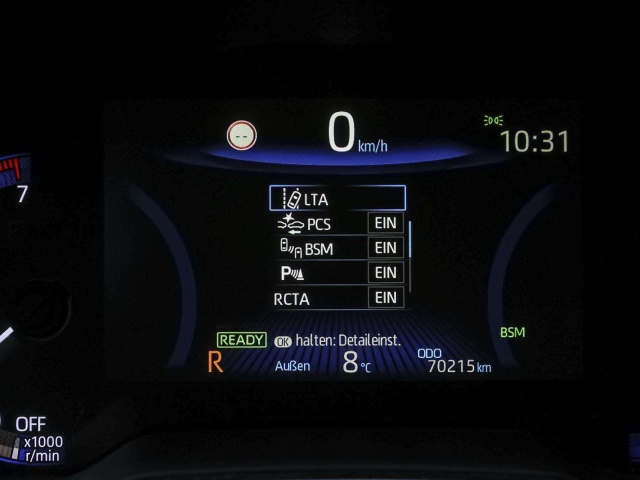 --
0 km/h
10:31
7
LTA
PCS EIN
BSM EIN
P EIN
RCTA EIN
BSM
READY OK halten: Detaileinst.
R Außen 8 °C ODO 70215 km
OFF
x1000
r/min